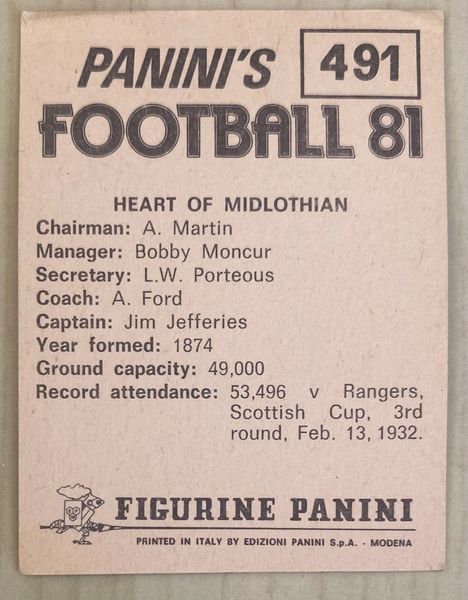 PANINI'S 491
FOOTBALL 81
HEART OF MIDLOTHIAN
Chairman: A. Martin
Manager: Bobby Moncur
Secretary: L.W. Porteous
Coach: A. Ford
Captain: Jim Jefferies
Year formed: 1874
Ground capacity: 49,000
Record attendance: 53,496 v Rangers,
Scottish Cup, 3rd
round, Feb. 13, 1932.
FIGURINE PANINI
PRINTED IN ITALY BY EDIZIONI PANINI S.p.A. - MODENA